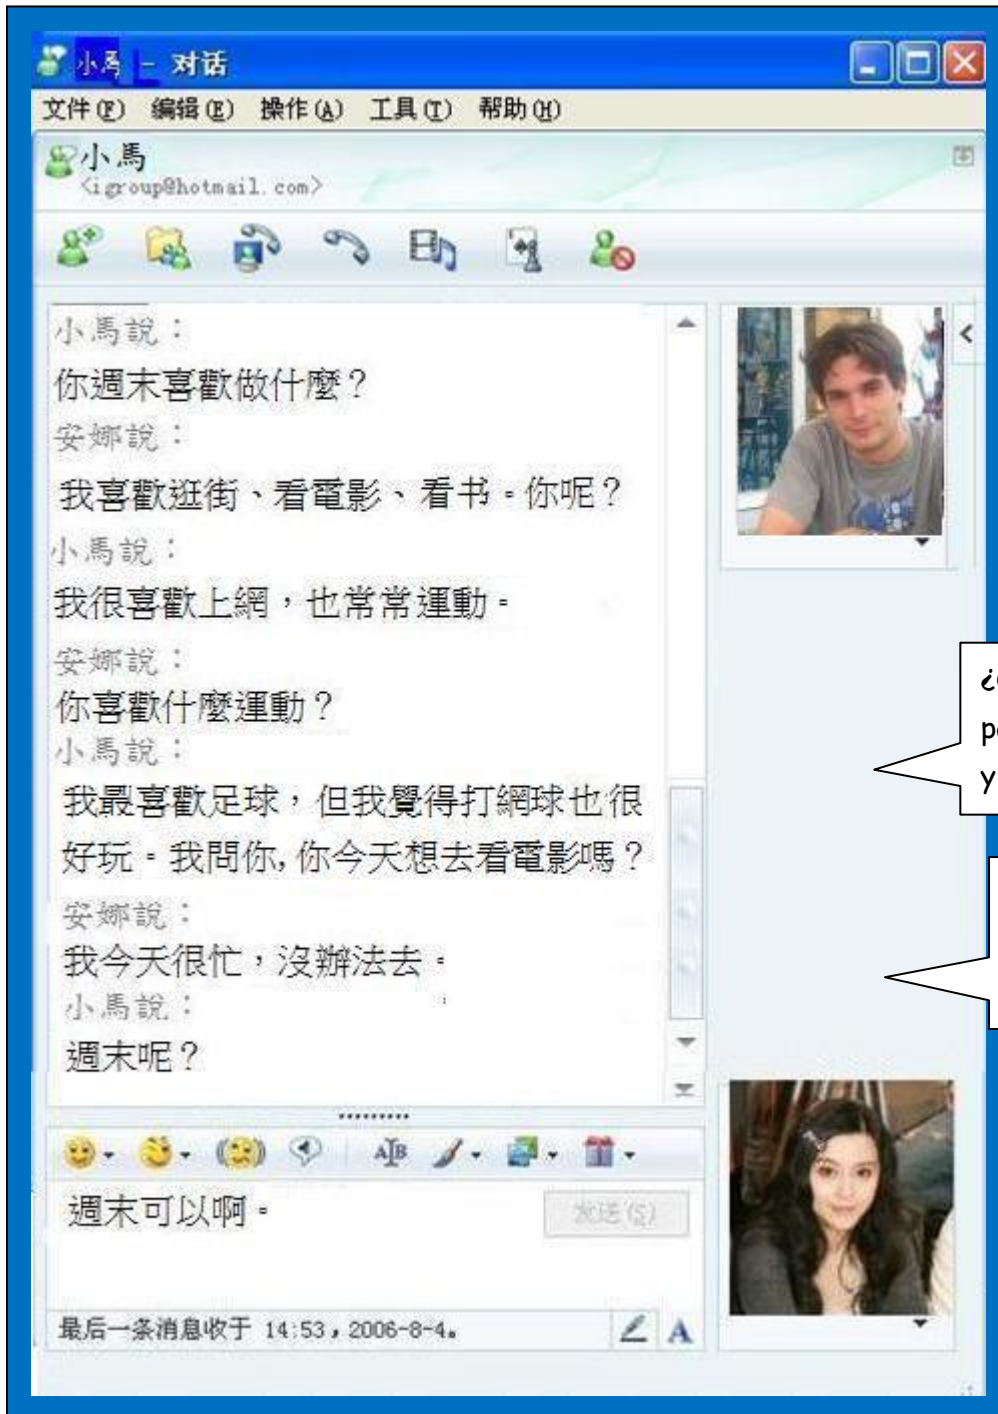 小馬 - 对话
文件(F) 编辑(E) 操作(A) 工具(T) 帮助(H)
小馬
<igroup@hotmail.com>
小馬說：
你週末喜歡做什麼？
安娜說：
我喜歡逛街、看電影、看书。你呢？
小馬說：
我很喜歡上網，也常常運動。
安娜說：
你喜歡什麼運動？
小馬說：
我最喜歡足球，但我覺得打網球也很
好玩。我問你,你今天想去看電影嗎？
安娜說：
我今天很忙，沒辦法去。
小馬說：
週末呢？
週末可以啊。
发送(S)
最后一条消息收于 14:53，2006-8-4。
y